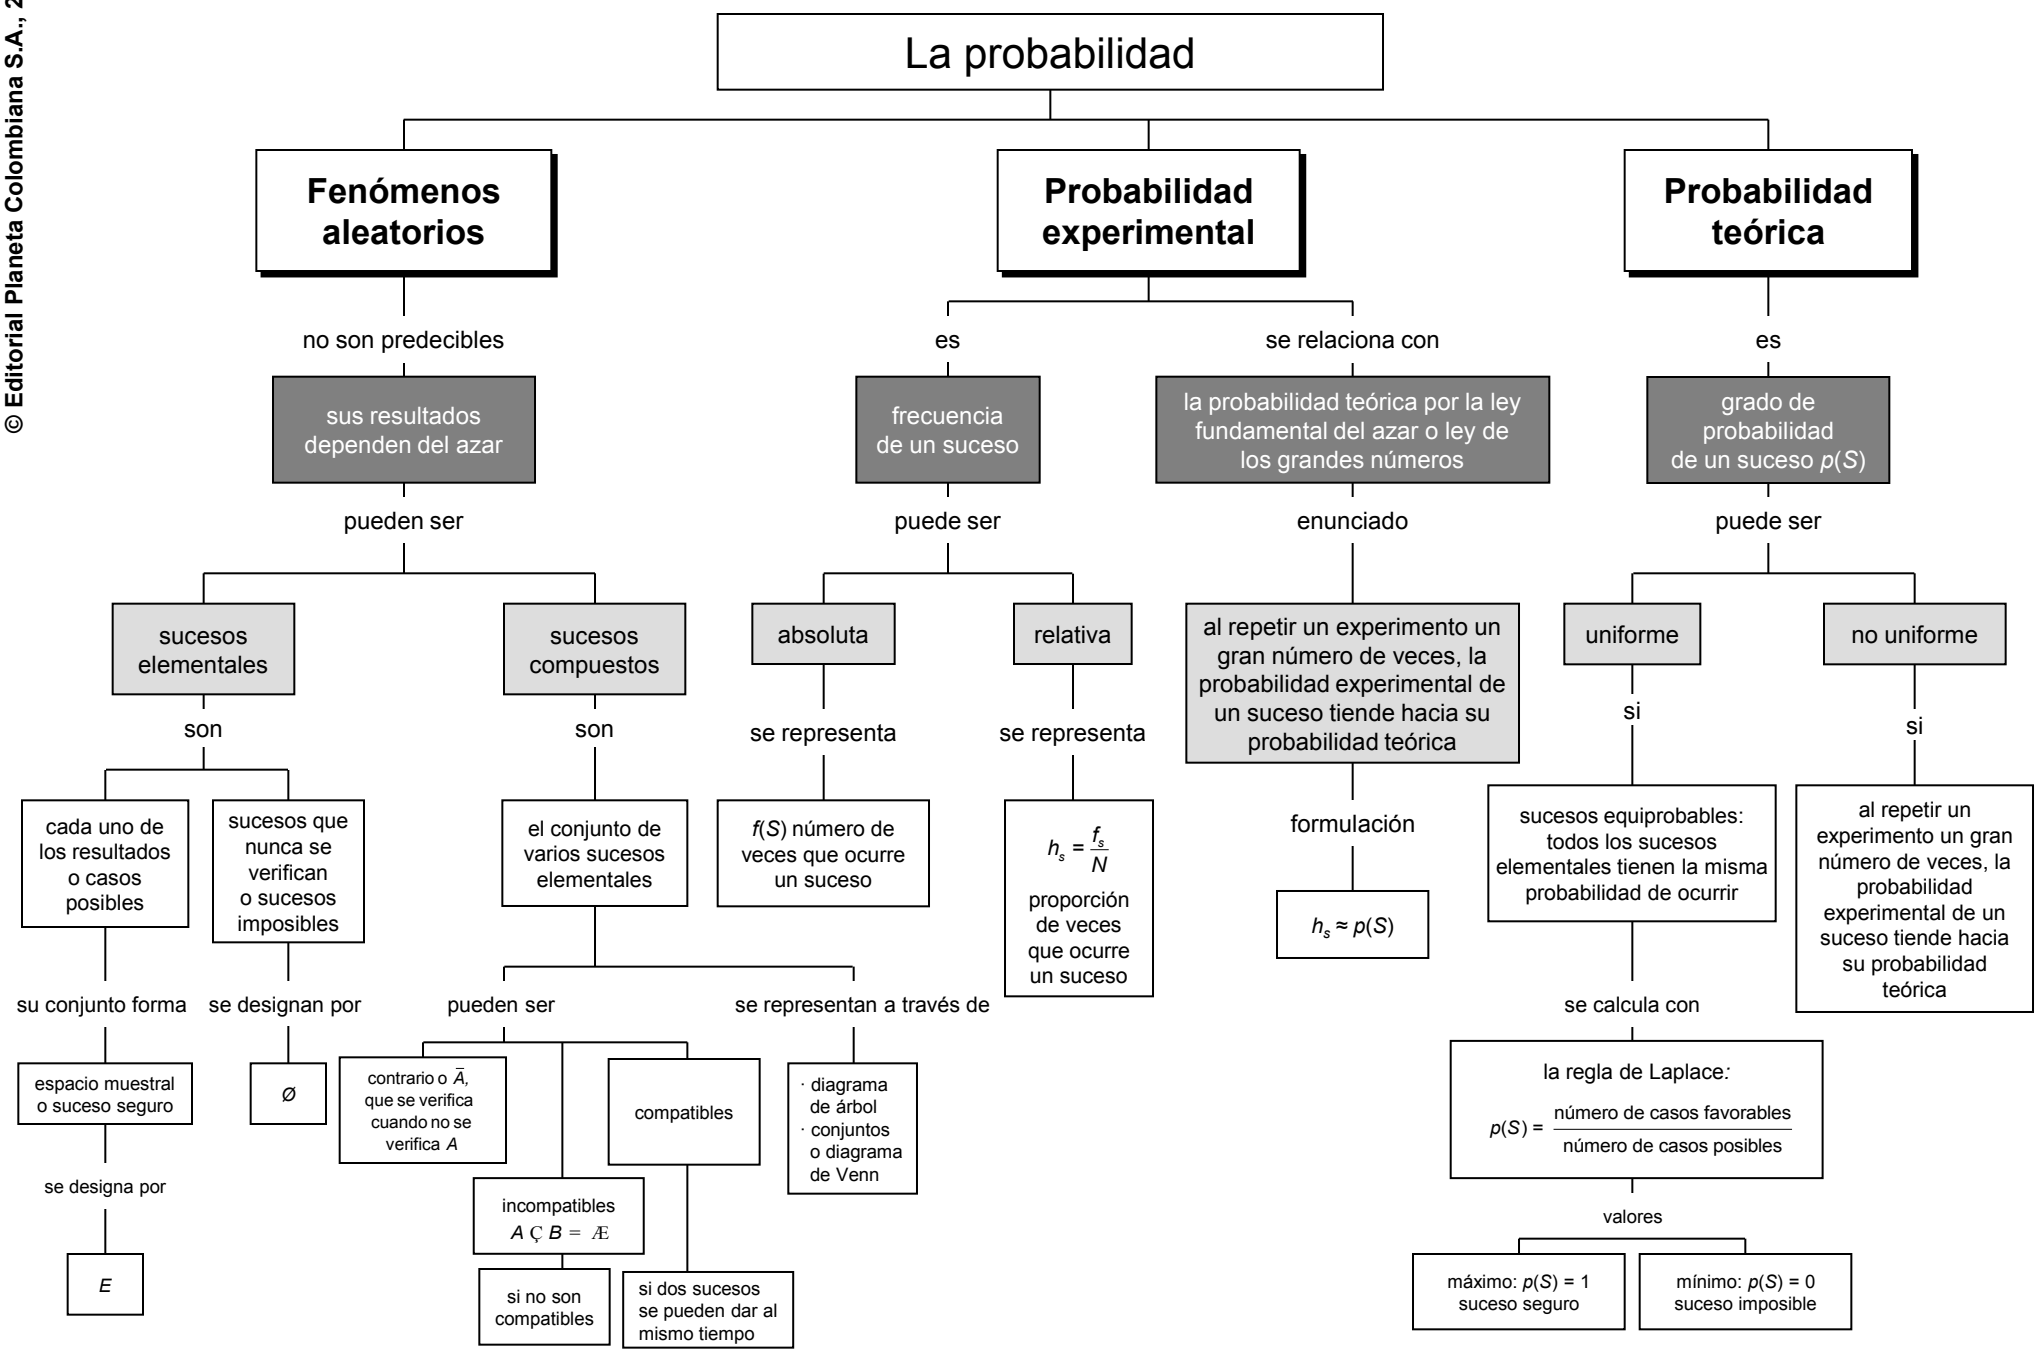 © Editorial Planeta Colombiana S.A., 2
La probabilidad
Fenómenos
aleatorios
no son predecibles
sus resultados
dependen del azar
pueden ser
sucesos
elementales
son
cada uno de
los resultados
o casos
posibles
su conjunto forma
espacio muestral
o suceso seguro
se designa por
E
sucesos que
nunca se
verifican
o sucesos
imposibles
se designan por
Ø
sucesos
compuestos
son
el conjunto de
varios sucesos
elementales
pueden ser
contrario o A̅,
que se verifica
cuando no se
verifica A
incompatibles
A Ç B = Æ
si no son
compatibles
compatibles
si dos sucesos
se pueden dar al
mismo tiempo
se representan a través de
· diagrama
de árbol
· conjuntos
o diagrama
de Venn
Probabilidad
experimental
es
frecuencia
de un suceso
puede ser
absoluta
se representa
f(S) número de
veces que ocurre
un suceso
relativa
se representa
hₛ = fₛ/N
proporción
de veces
que ocurre
un suceso
se relaciona con
la probabilidad teórica por la ley
fundamental del azar o ley de
los grandes números
enunciado
al repetir un experimento un
gran número de veces, la
probabilidad experimental de
un suceso tiende hacia su
probabilidad teórica
formulación
hₛ ≈ p(S)
Probabilidad
teórica
es
grado de
probabilidad
de un suceso p(S)
puede ser
uniforme
si
sucesos equiprobables:
todos los sucesos
elementales tienen la misma
probabilidad de ocurrir
se calcula con
la regla de Laplace:
p(S) = número de casos favorables
número de casos posibles
valores
máximo: p(S) = 1
suceso seguro
mínimo: p(S) = 0
suceso imposible
no uniforme
si
al repetir un
experimento un gran
número de veces, la
probabilidad
experimental de un
suceso tiende hacia
su probabilidad
teórica